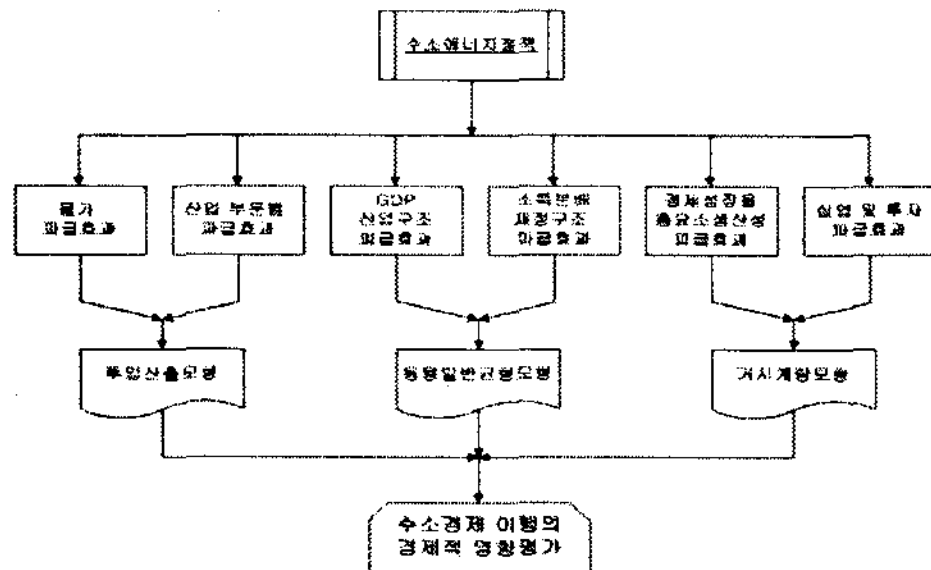 수소에너지정책
물가
파급효과
산업 부문별
파급효과
GDP
산업구조
파급효과
소득분배
재정구조
파급효과
경제성장율
총요소생산성
파급효과
실업 및 투자
파급효과
투입산출모형
응용일반균형모형
거시계량모형
수소경제 이행의
경제적 영향평가